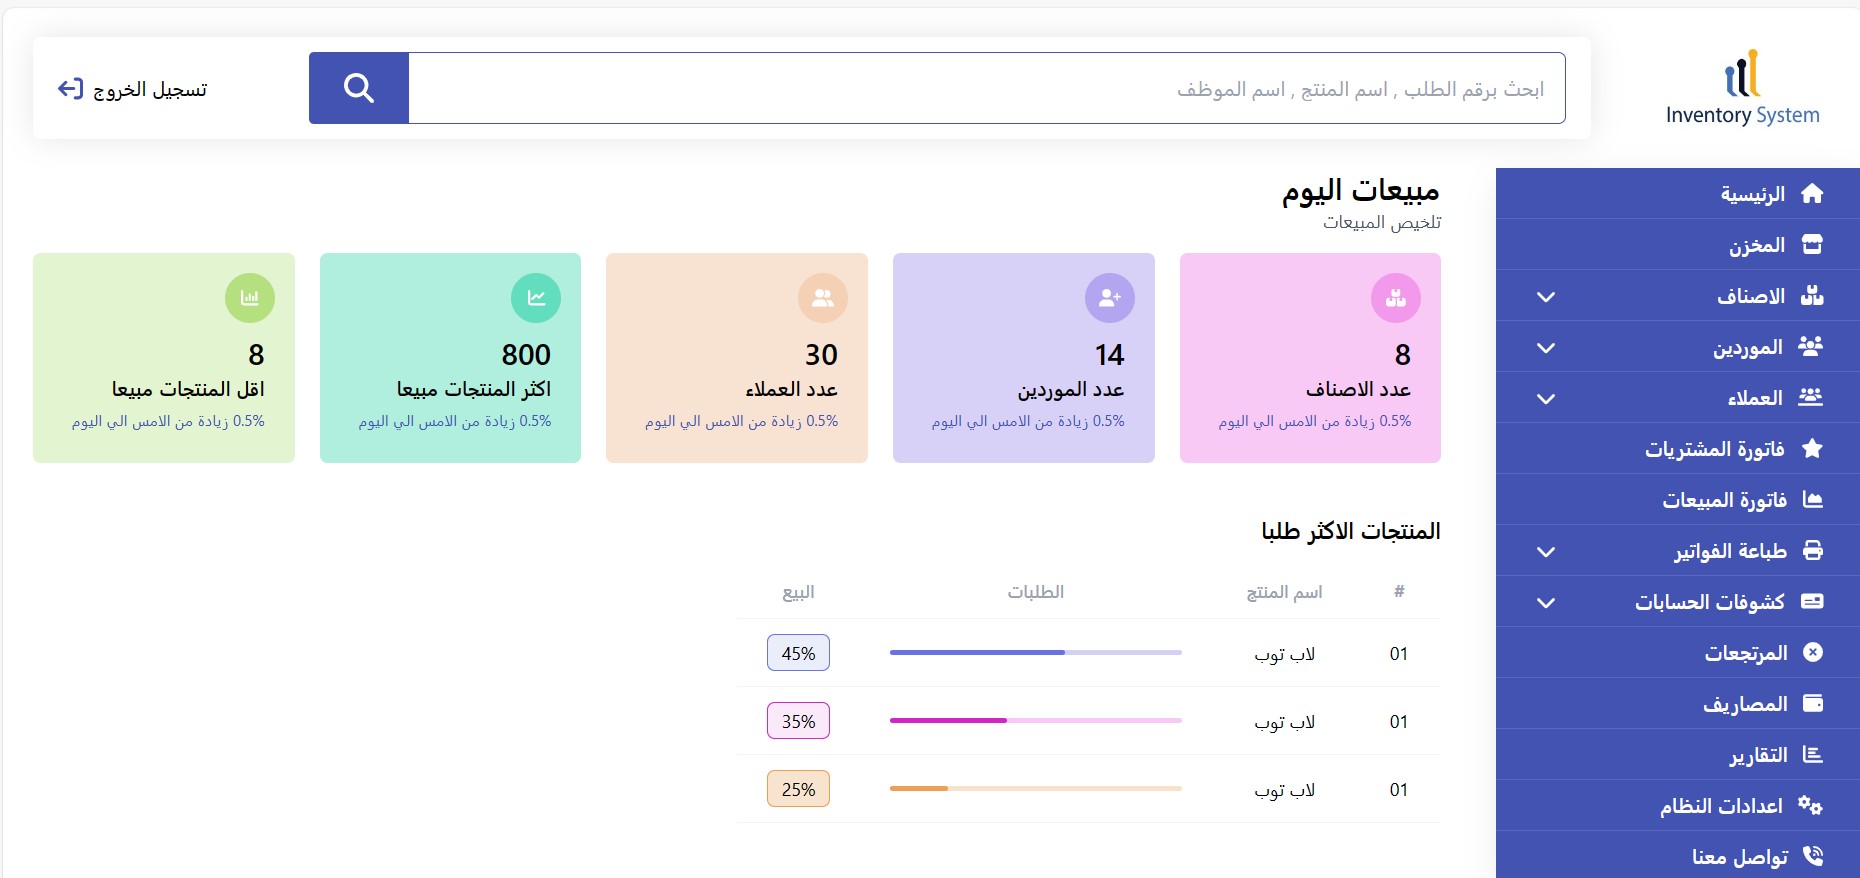 Inventory System
ابحث برقم الطلب , اسم المنتج , اسم الموظف
تسجيل الخروج
الرئيسية
المخزن
الاصناف
الموردين
العملاء
فاتورة المشتريات
فاتورة المبيعات
طباعة الفواتير
كشوفات الحسابات
المرتجعات
المصاريف
التقارير
اعدادات النظام
تواصل معنا
مبيعات اليوم
تلخيص المبيعات
8
عدد الاصناف
0.5% زيادة من الامس الي اليوم
14
عدد الموردين
0.5% زيادة من الامس الي اليوم
30
عدد العملاء
0.5% زيادة من الامس الي اليوم
800
اكثر المنتجات مبيعا
0.5% زيادة من الامس الي اليوم
8
اقل المنتجات مبيعا
0.5% زيادة من الامس الي اليوم
المنتجات الاكثر طلبا
# اسم المنتج الطلبات البيع
01 لاب توب 45%
01 لاب توب 35%
01 لاب توب 25%